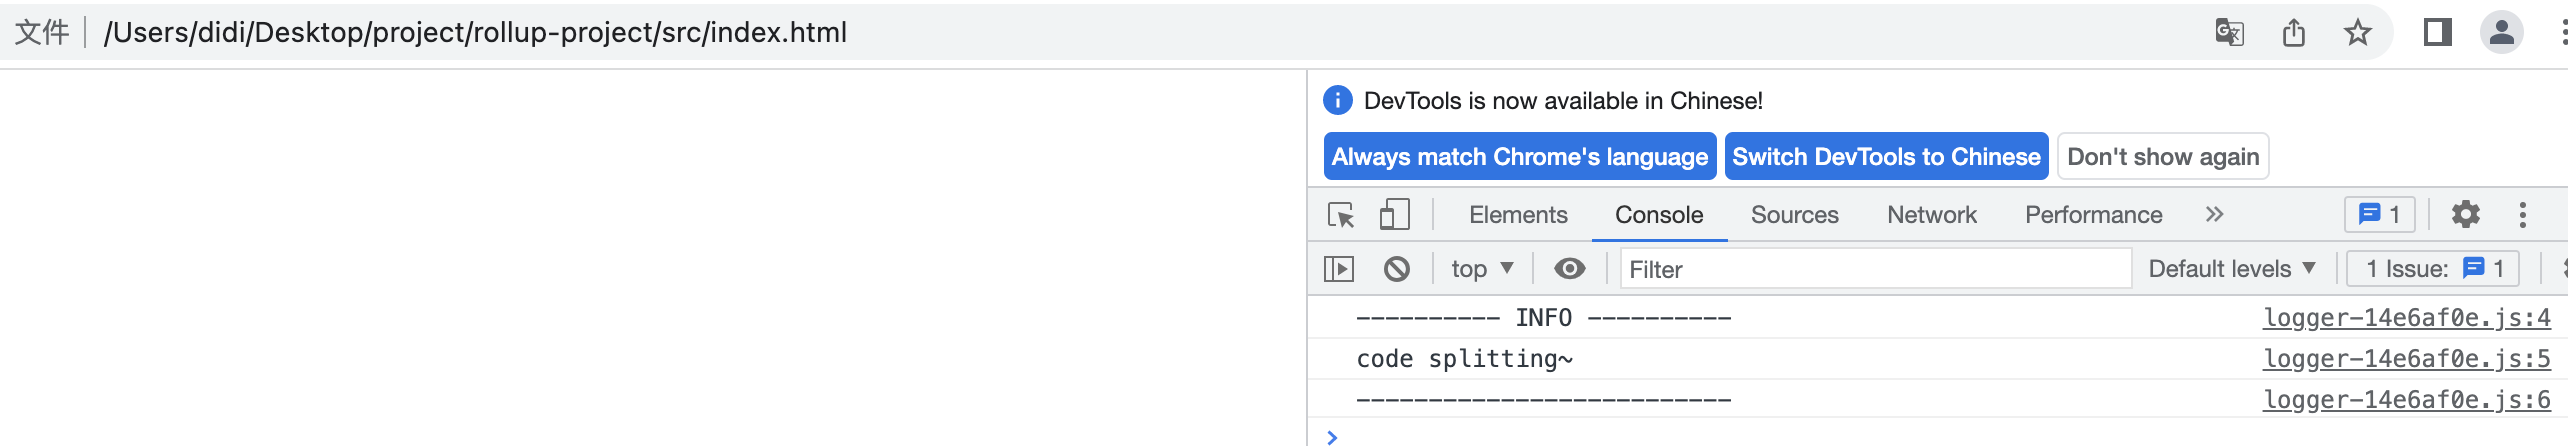 文件 /Users/didi/Desktop/project/rollup-project/src/index.html
DevTools is now available in Chinese!
Always match Chrome's language Switch DevTools to Chinese Don't show again
Elements Console Sources Network Performance 1
top Filter Default levels 1 Issue: 1
---------- INFO ---------- logger-14e6af0e.js:4
code splitting~ logger-14e6af0e.js:5
-------------------------- logger-14e6af0e.js:6